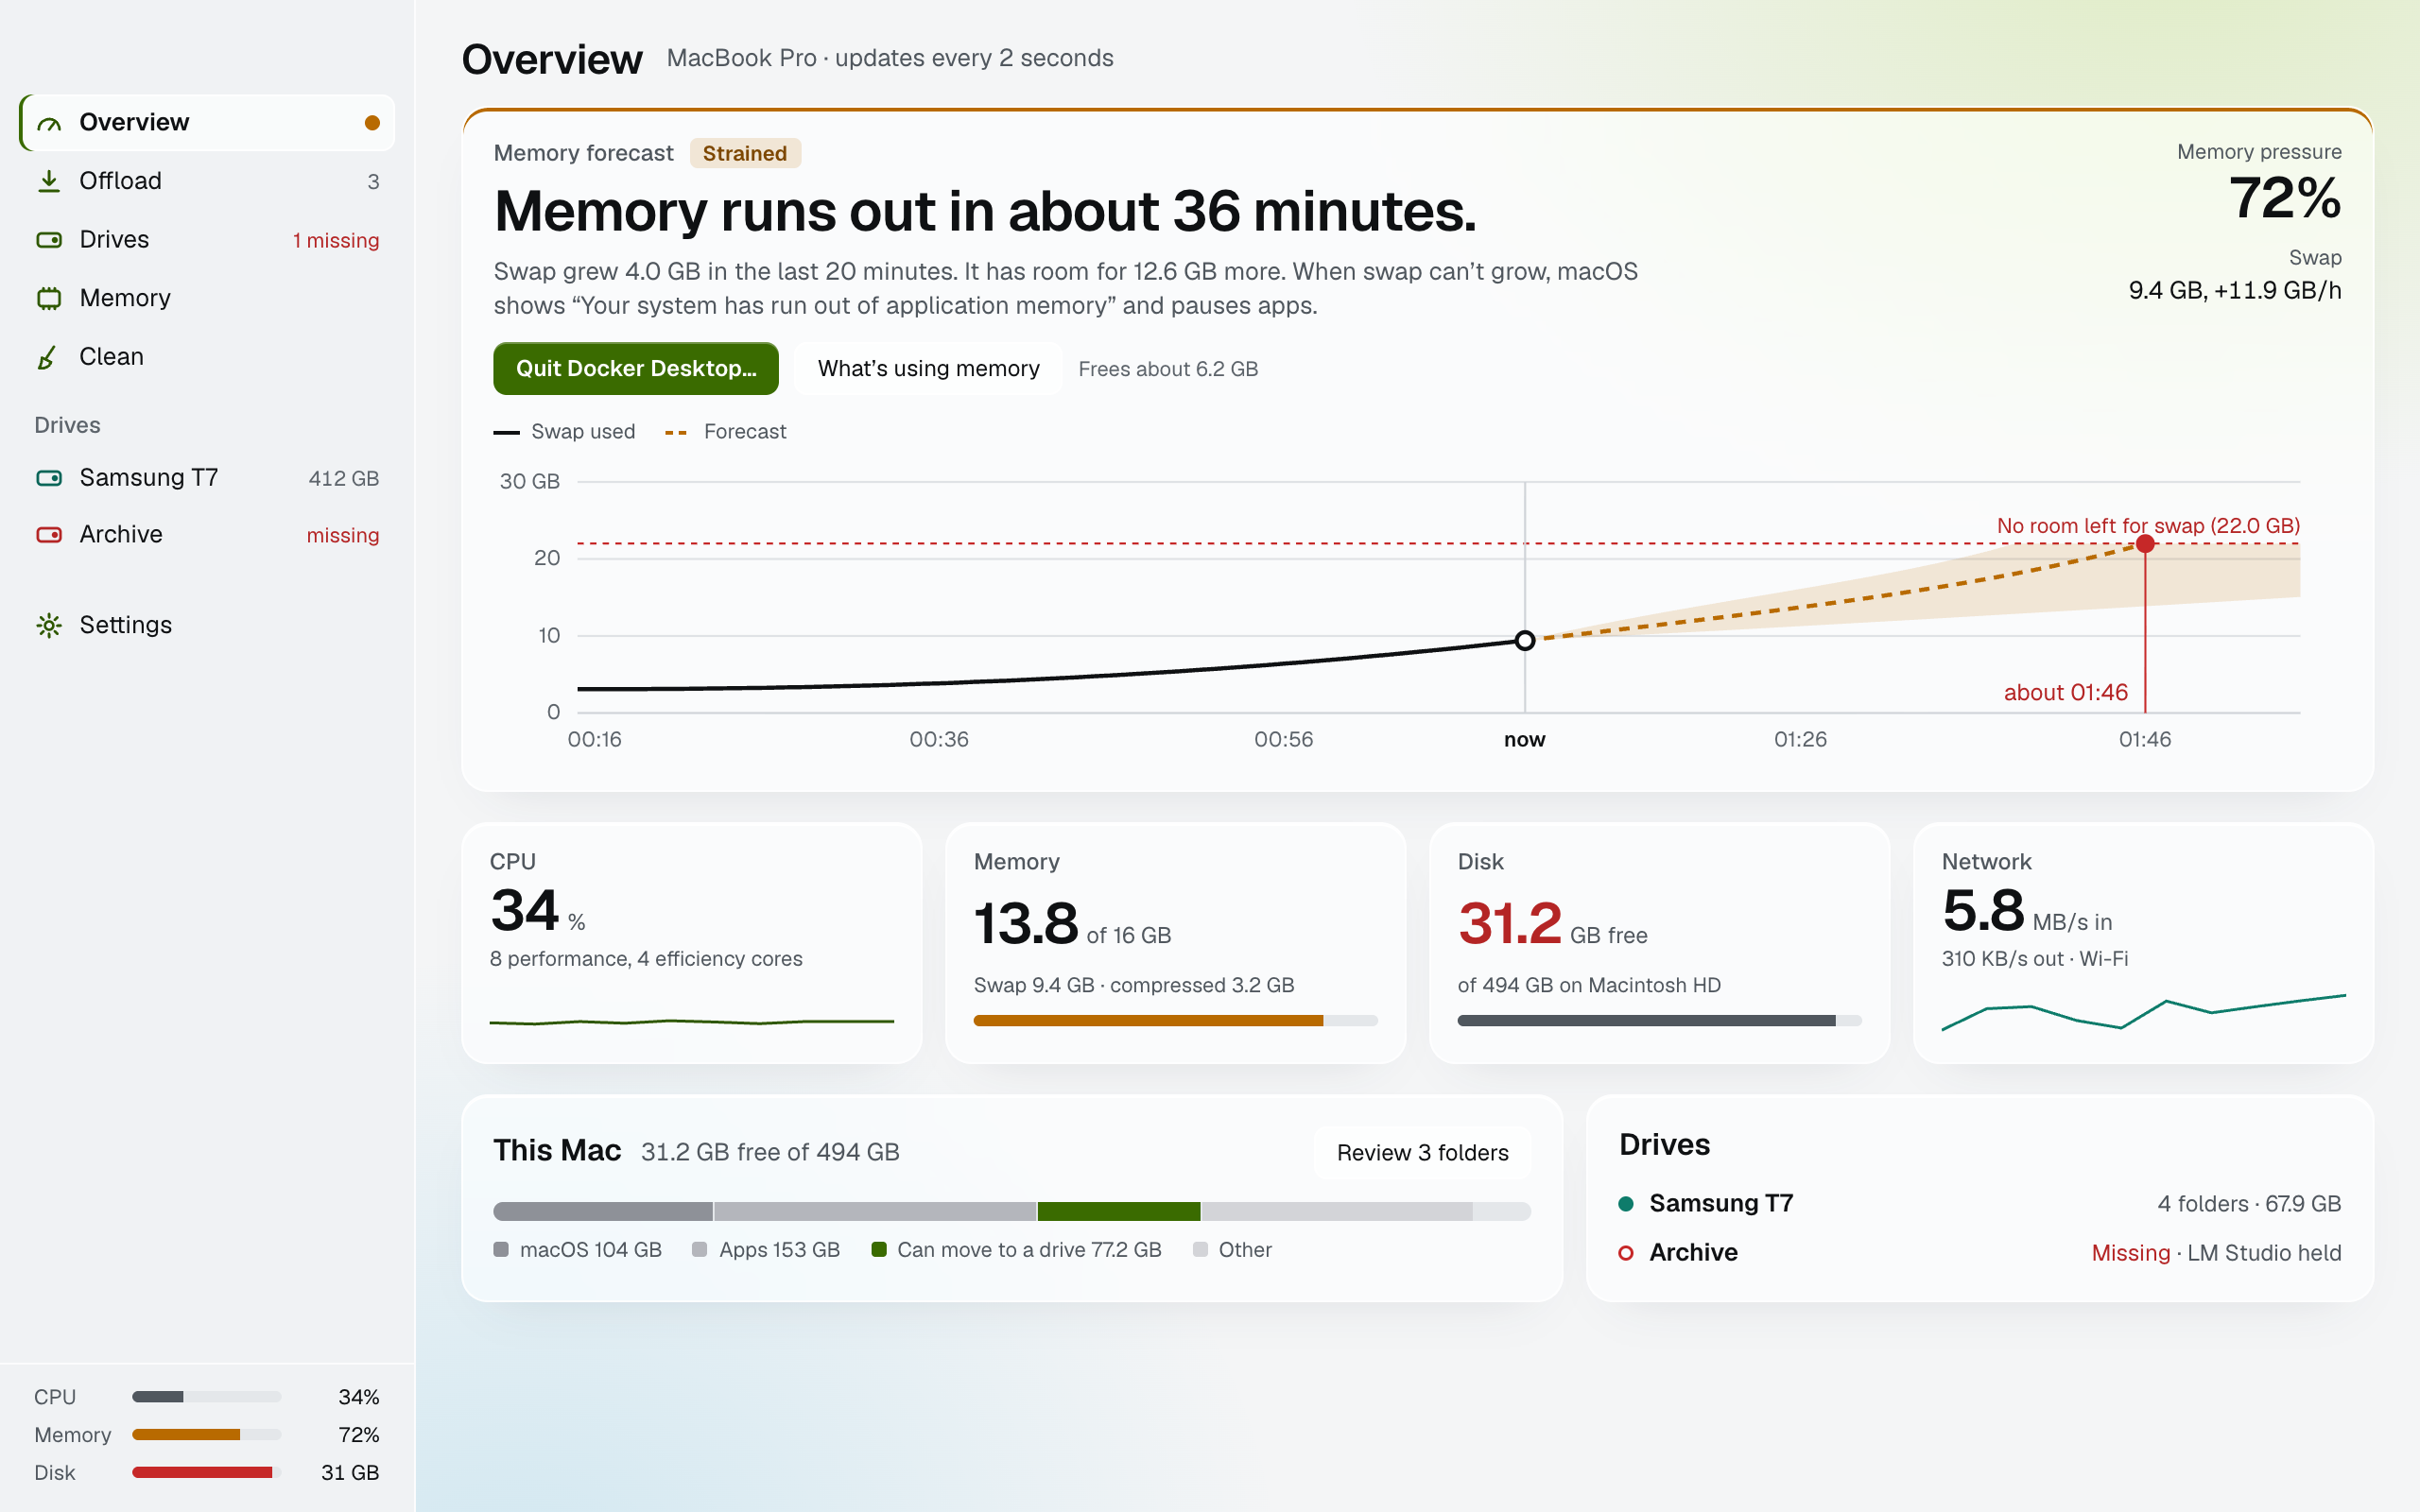 Overview
Offload 3
Drives 1 missing
Memory
Clean
Drives
Samsung T7 412 GB
Archive missing
Settings
CPU 34%
Memory 72%
Disk 31 GB
Overview MacBook Pro · updates every 2 seconds
Memory forecast Strained
Memory runs out in about 36 minutes.
Swap grew 4.0 GB in the last 20 minutes. It has room for 12.6 GB more. When swap can’t grow, macOS
shows “Your system has run out of application memory” and pauses apps.
Quit Docker Desktop… What’s using memory Frees about 6.2 GB
Memory pressure
72%
Swap
9.4 GB, +11.9 GB/h
Swap used Forecast
30 GB
No room left for swap (22.0 GB)
20
10
about 01:46
0
00:16 00:36 00:56 now 01:26 01:46
CPU
34 %
8 performance, 4 efficiency cores
Memory
13.8 of 16 GB
Swap 9.4 GB · compressed 3.2 GB
Disk
31.2 GB free
of 494 GB on Macintosh HD
Network
5.8 MB/s in
310 KB/s out · Wi-Fi
This Mac 31.2 GB free of 494 GB Review 3 folders
macOS 104 GB Apps 153 GB Can move to a drive 77.2 GB Other
Drives
Samsung T7 4 folders · 67.9 GB
Archive Missing · LM Studio held